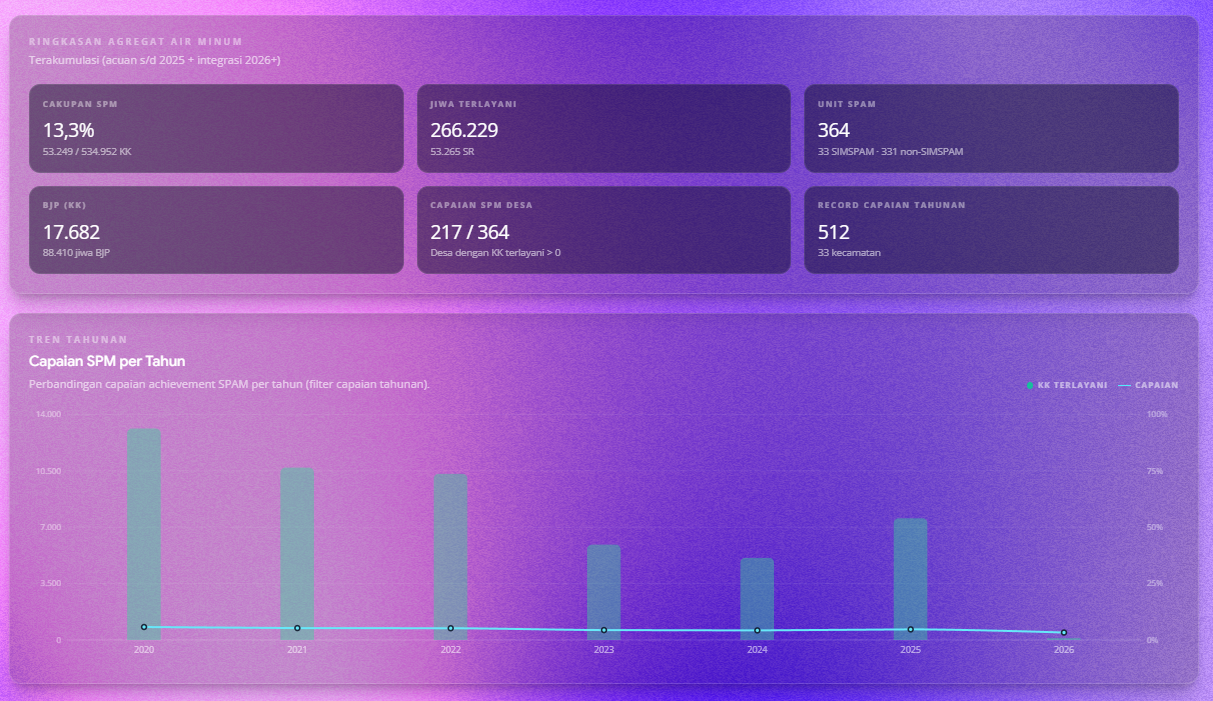 RINGKASAN AGREGAT AIR MINUM
Terakumulasi (acuan s/d 2025 + integrasi 2026+)
CAKUPAN SPM
13,3%
53.249 / 534.952 KK
JIWA TERLAYANI
266.229
53.265 SR
UNIT SPAM
364
33 SIMSPAM · 331 non-SIMSPAM
BJP (KK)
17.682
88.410 jiwa BJP
CAPAIAN SPM DESA
217 / 364
Desa dengan KK terlayani > 0
RECORD CAPAIAN TAHUNAN
512
33 kecamatan
TREN TAHUNAN
Capaian SPM per Tahun
Perbandingan capaian achievement SPAM per tahun (filter capaian tahunan).
KK TERLAYANI
CAPAIAN
14.000
100%
10.500
75%
7.000
50%
3.500
25%
0
0%
2020
2021
2022
2023
2024
2025
2026